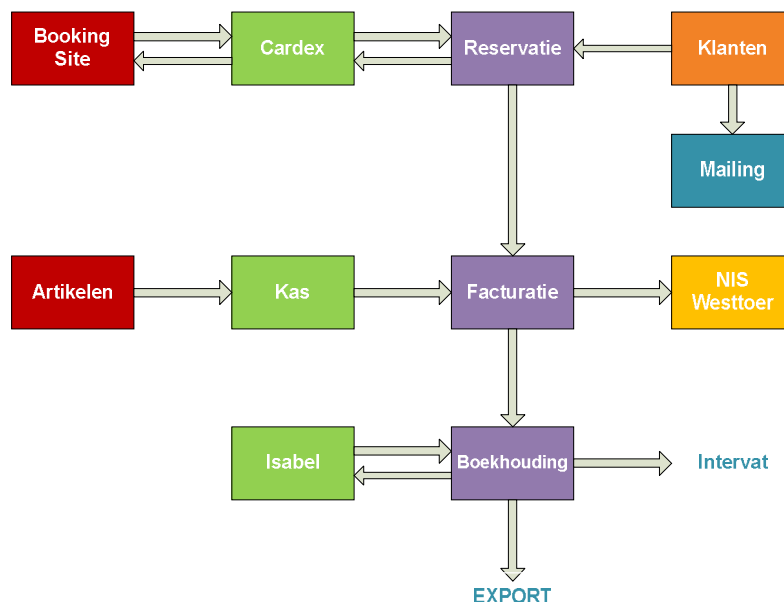 Booking
Site
Cardex
Reservatie
Klanten
Mailing
Artikelen
Kas
Facturatie
NIS
Westtoer
Isabel
Boekhouding
Intervat
EXPORT